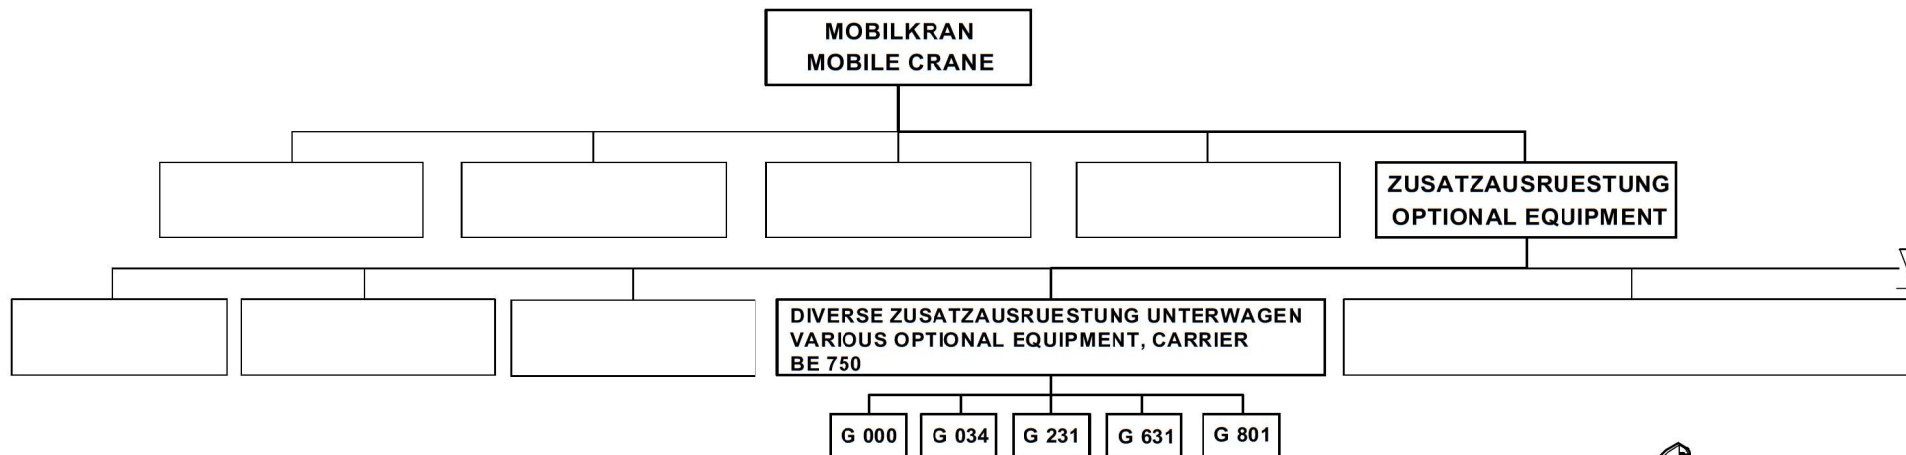 MOBILKRAN
MOBILE CRANE
ZUSATZAUSRUESTUNG
OPTIONAL EQUIPMENT
DIVERSE ZUSATZAUSRUESTUNG UNTERWAGEN
VARIOUS OPTIONAL EQUIPMENT, CARRIER
BE 750
G 000
G 034
G 231
G 631
G 801